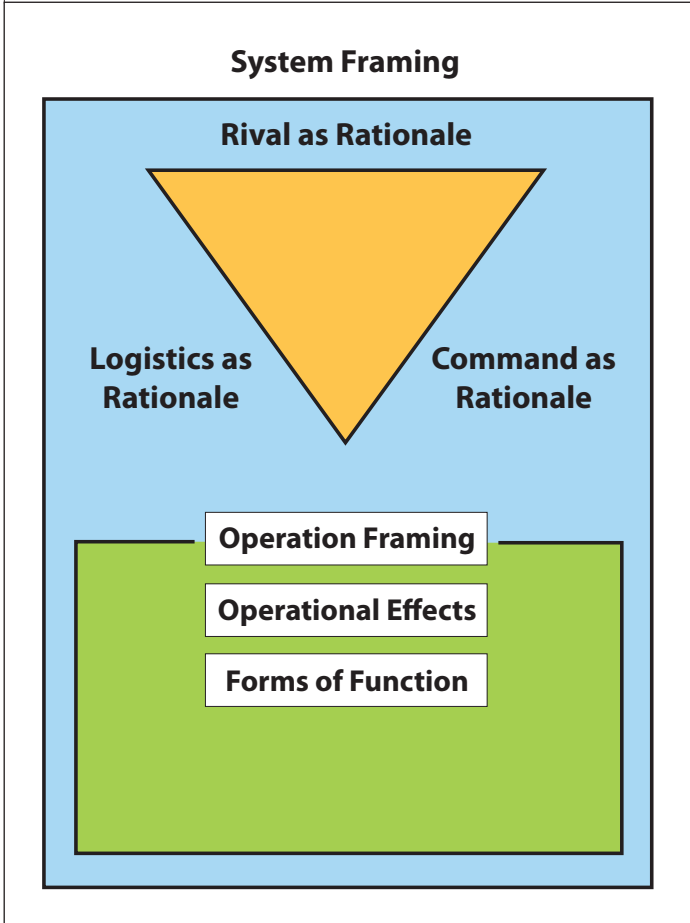 System Framing
Rival as Rationale
Logistics as
Rationale
Command as
Rationale
Operation Framing
Operational Effects
Forms of Function